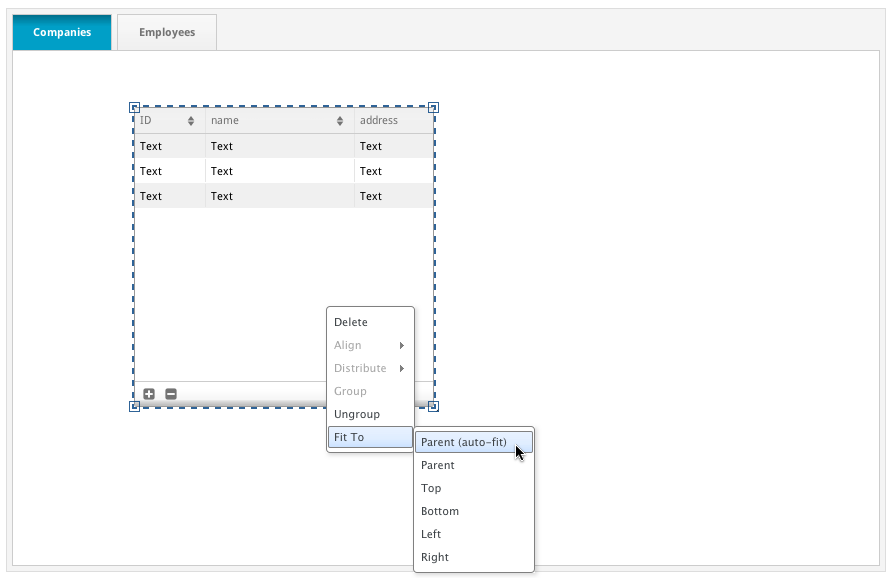 Companies Employees
ID name address
Text Text Text
Text Text Text
Text Text Text
Delete
Align
Distribute
Group
Ungroup
Fit To
Parent (auto-fit)
Parent
Top
Bottom
Left
Right